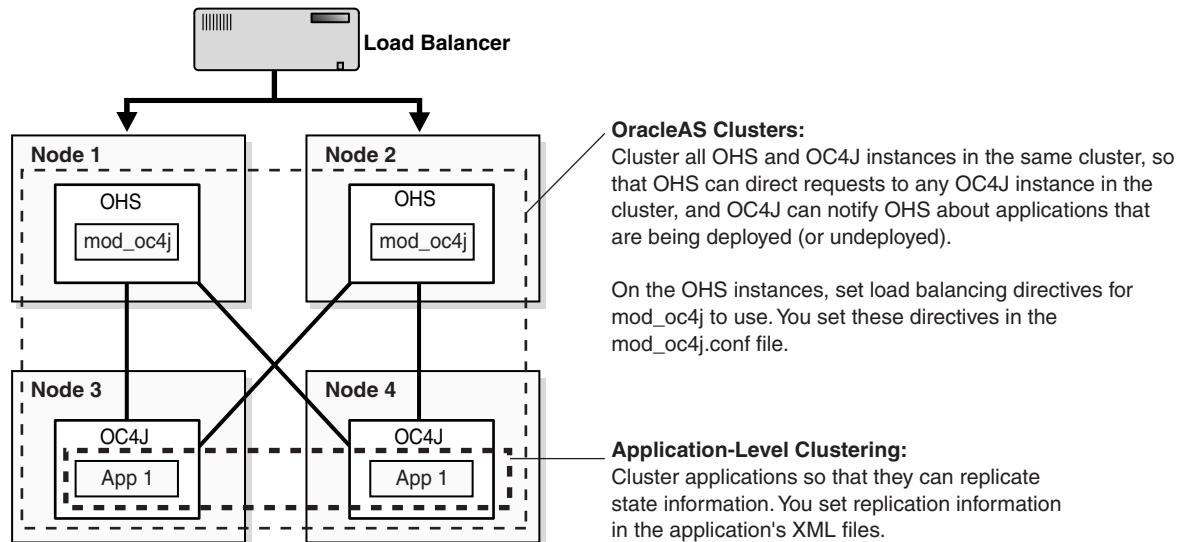 Load Balancer
Node 1
Node 2
OHS
mod_oc4j
OHS
mod_oc4j
OracleAS Clusters:
Cluster all OHS and OC4J instances in the same cluster, so
that OHS can direct requests to any OC4J instance in the
cluster, and OC4J can notify OHS about applications that
are being deployed (or undeployed).
On the OHS instances, set load balancing directives for
mod_oc4j to use. You set these directives in the
mod_oc4j.conf file.
Node 3
Node 4
OC4J
App 1
OC4J
App 1
Application-Level Clustering:
Cluster applications so that they can replicate
state information. You set replication information
in the application's XML files.